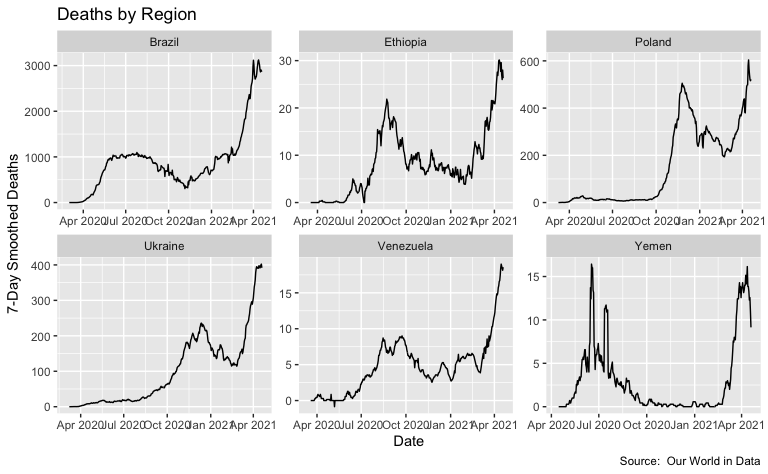 Deaths by Region
Brazil
Ethiopia
Poland
3000
2000
1000
0
30
20
10
0
600
400
200
0
Apr 2020 Jul 2020 Oct 2020 Jan 2021 Apr 2021
Apr 2020 Jul 2020 Oct 2020 Jan 2021 Apr 2021
Apr 2020 Jul 2020 Oct 2020 Jan 2021 Apr 2021
7-Day Smoothed Deaths
Ukraine
Venezuela
Yemen
400
300
200
100
0
15
10
5
0
15
10
5
0
Apr 2020 Jul 2020 Oct 2020 Jan 2021 Apr 2021
Apr 2020 Jul 2020 Oct 2020 Jan 2021 Apr 2021
Apr 2020 Jul 2020 Oct 2020 Jan 2021 Apr 2021
Date
Source:  Our World in Data